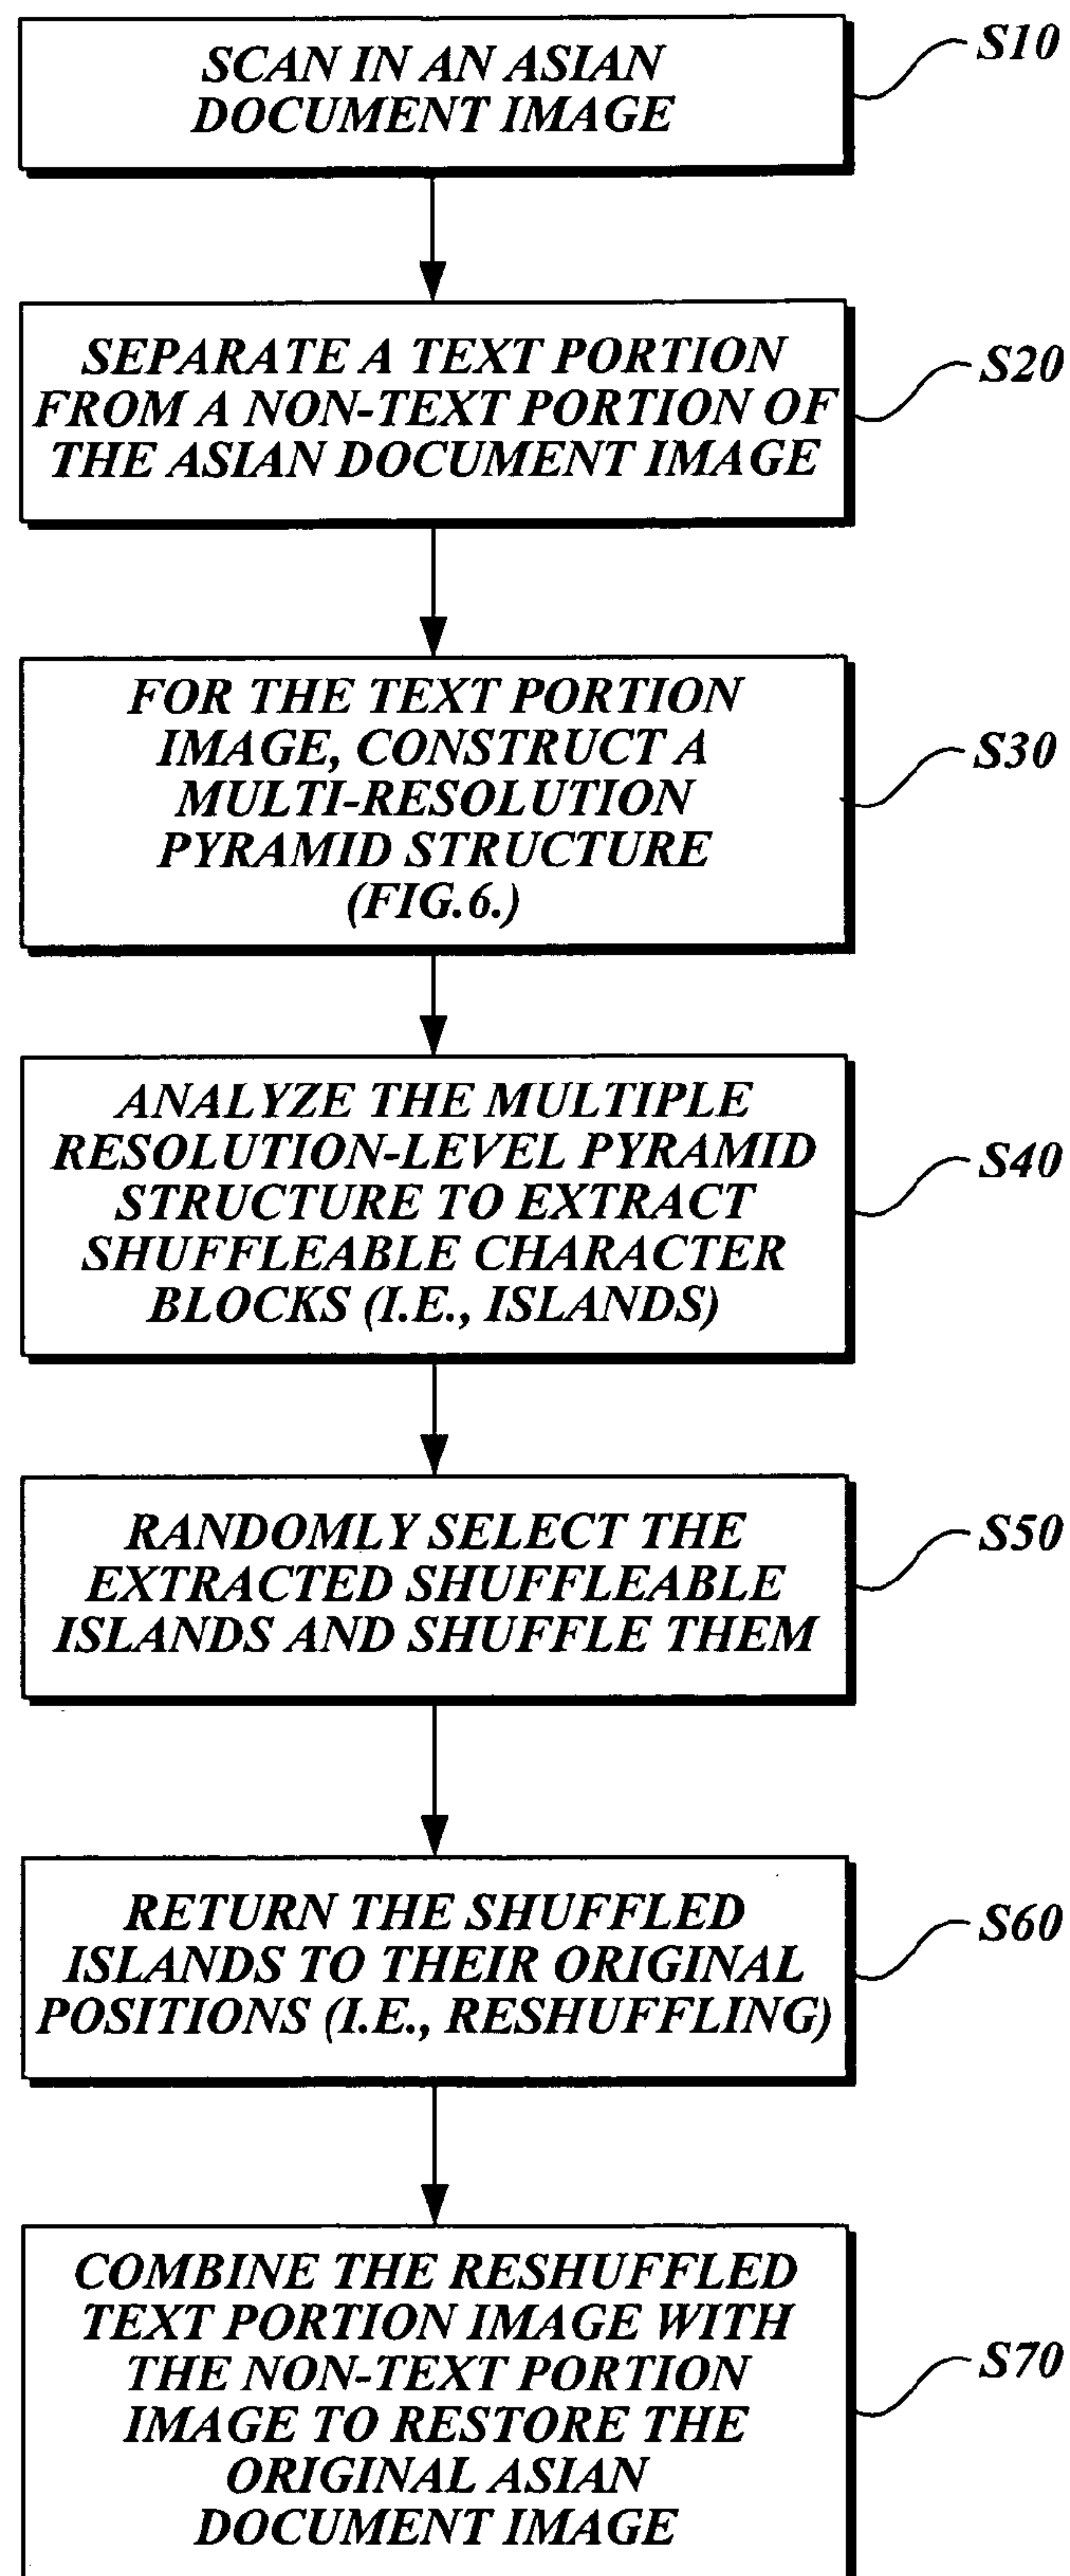 SCAN IN AN ASIAN
DOCUMENT IMAGE
S10
SEPARATE A TEXT PORTION
FROM A NON-TEXT PORTION OF
THE ASIAN DOCUMENT IMAGE
S20
FOR THE TEXT PORTION
IMAGE, CONSTRUCT A
MULTI-RESOLUTION
PYRAMID STRUCTURE
(FIG.6.)
S30
ANALYZE THE MULTIPLE
RESOLUTION-LEVEL PYRAMID
STRUCTURE TO EXTRACT
SHUFFLEABLE CHARACTER
BLOCKS (I.E., ISLANDS)
S40
RANDOMLY SELECT THE
EXTRACTED SHUFFLEABLE
ISLANDS AND SHUFFLE THEM
S50
RETURN THE SHUFFLED
ISLANDS TO THEIR ORIGINAL
POSITIONS (I.E., RESHUFFLING)
S60
COMBINE THE RESHUFFLED
TEXT PORTION IMAGE WITH
THE NON-TEXT PORTION
IMAGE TO RESTORE THE
ORIGINAL ASIAN
DOCUMENT IMAGE
S70